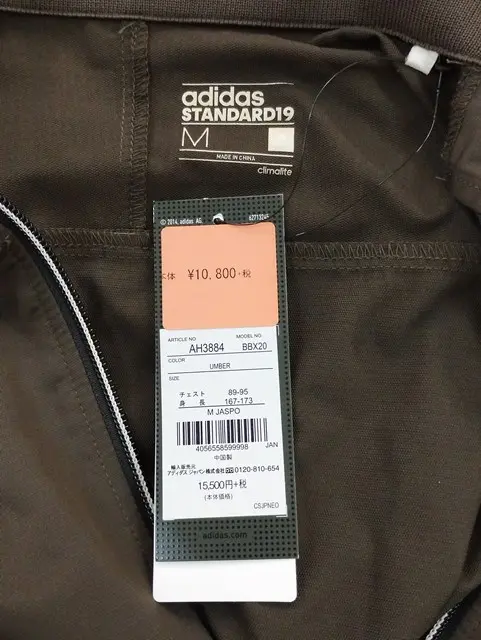 adidas
STANDARD19
M
MADE IN CHINA
climalite
© 2014, adidas AG.
本体 ¥10,800+税
ARTICLE NO. MODEL NO.
AH3884 BBX20
COLOR
UMBER
SIZE
チェスト 89-95
身 長 167-173
M JASPO
4056558599998 JAN
中国製
輸入販売元
アディダス ジャパン株式会社 0120-810-654
15,500円+税
(本体価格)
CSJPNEO
adidas.com